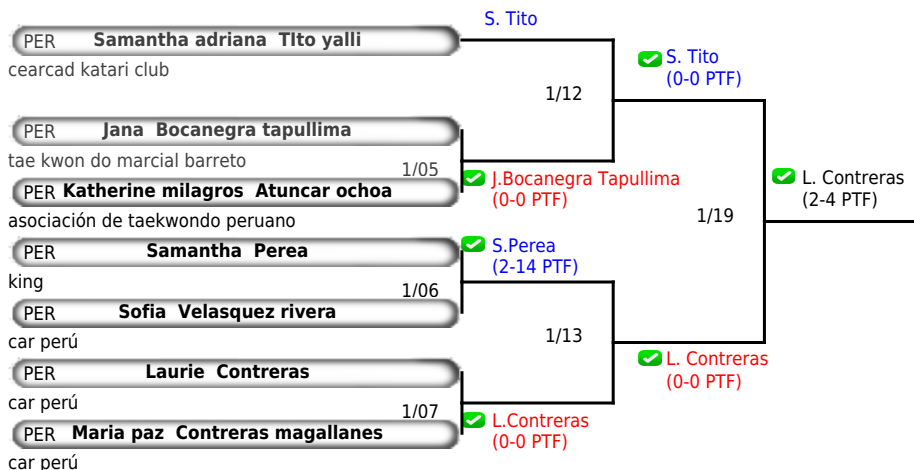 S. Tito
PER Samantha adriana TIto yalli
cearcad katari club
S. Tito
(0-0 PTF)
1/12
PER Jana Bocanegra tapullima
tae kwon do marcial barreto
1/05
PER Katherine milagros Atuncar ochoa
J.Bocanegra Tapullima
(0-0 PTF)
L. Contreras
(2-4 PTF)
asociación de taekwondo peruano
1/19
PER Samantha Perea
S.Perea
(2-14 PTF)
king
1/06
PER Sofia Velasquez rivera
car perú
1/13
PER Laurie Contreras
L. Contreras
(0-0 PTF)
car perú
1/07
PER Maria paz Contreras magallanes
L.Contreras
(0-0 PTF)
car perú